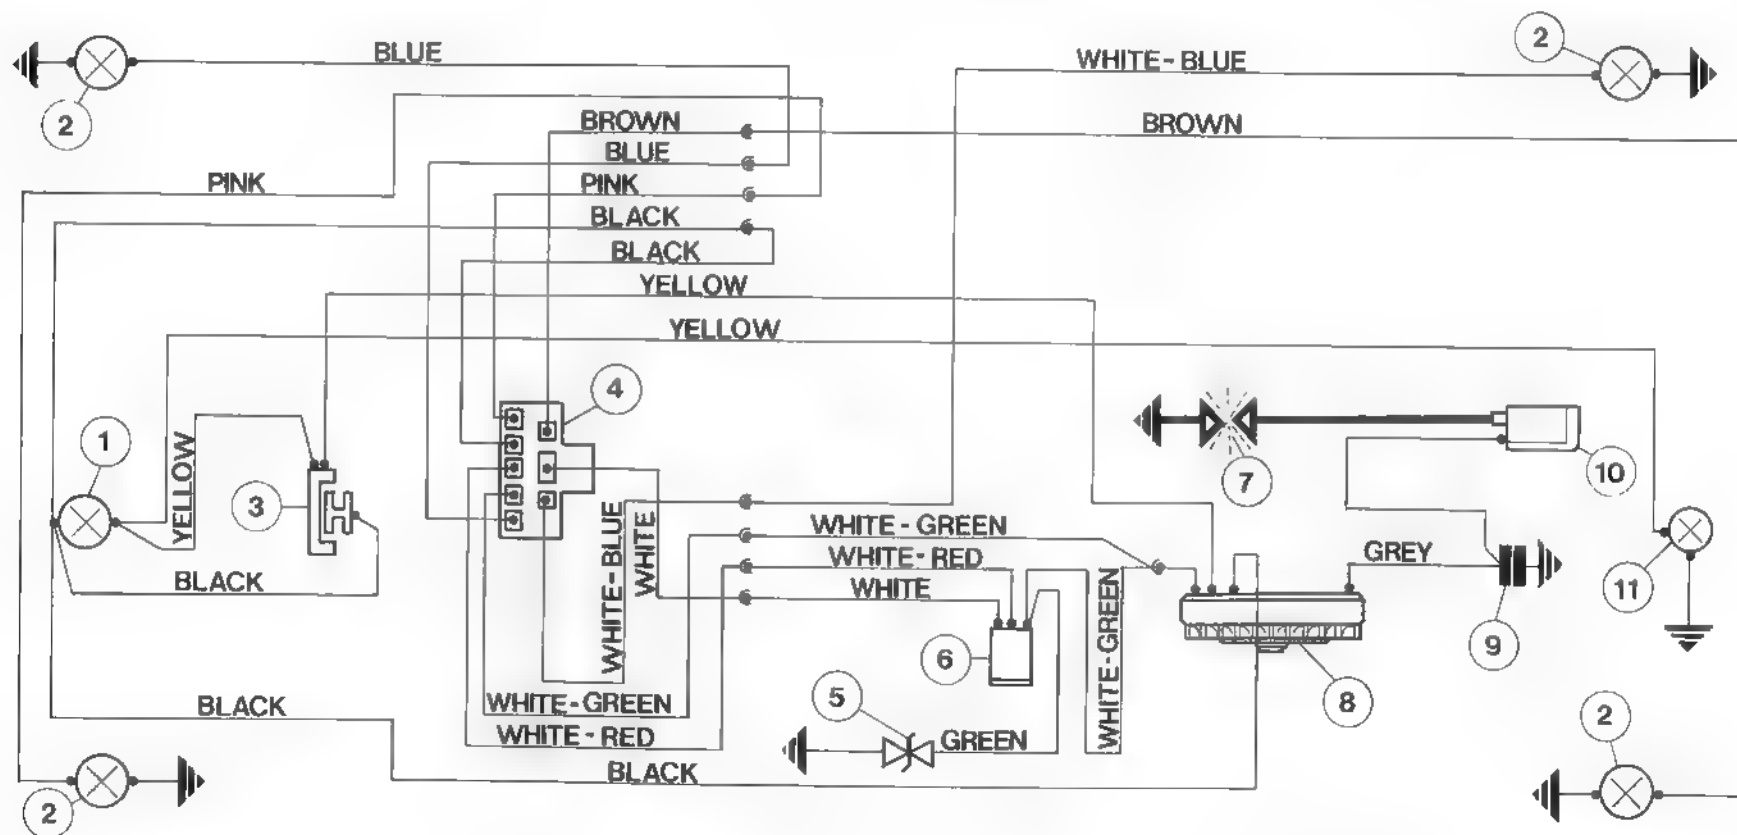 BLUE
WHITE-BLUE
2
2
BROWN
BROWN
BLUE
PINK
PINK
BLACK
BLACK
YELLOW
YELLOW
4
1
YELLOW
3
7
10
WHITE-GREEN
WHITE-RED
WHITE
WHITE-BLUE
WHITE
GREY
BLACK
11
6
9
WHITE-GREEN
8
5
2
BLACK
WHITE-GREEN
WHITE-RED
GREEN
BLACK
2